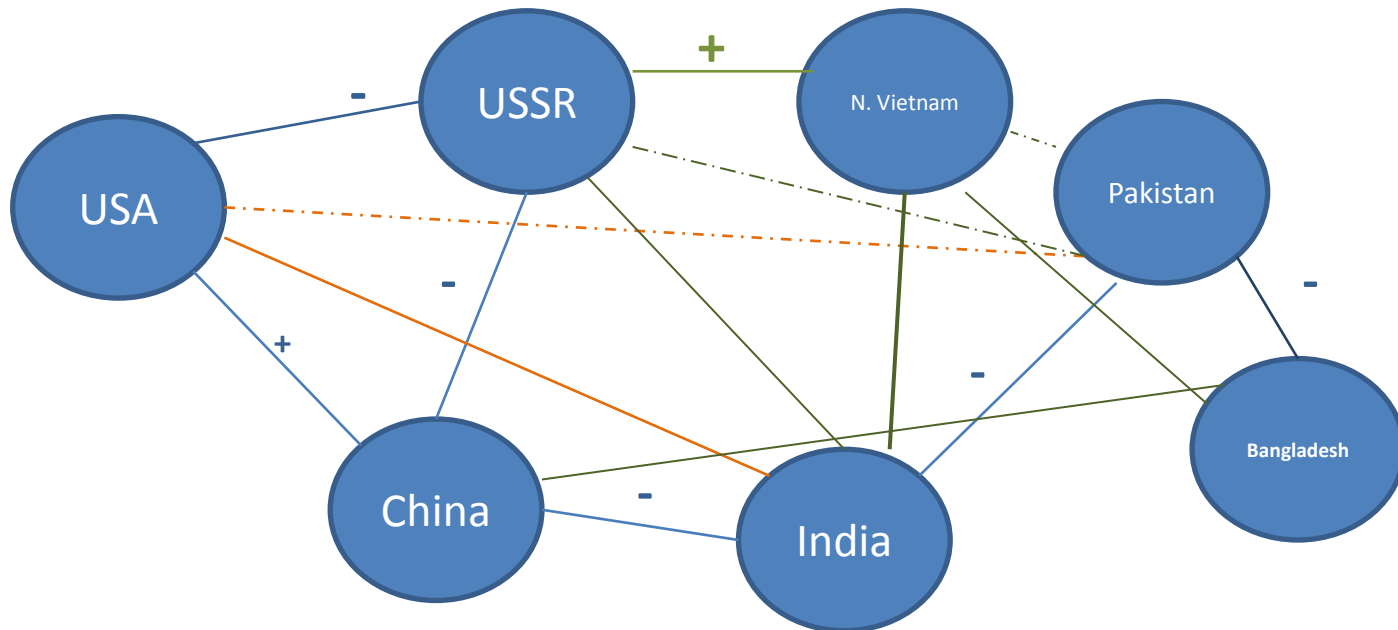 +
-
USSR
N. Vietnam
Pakistan
USA
-
-
+
-
Bangladesh
-
China
India